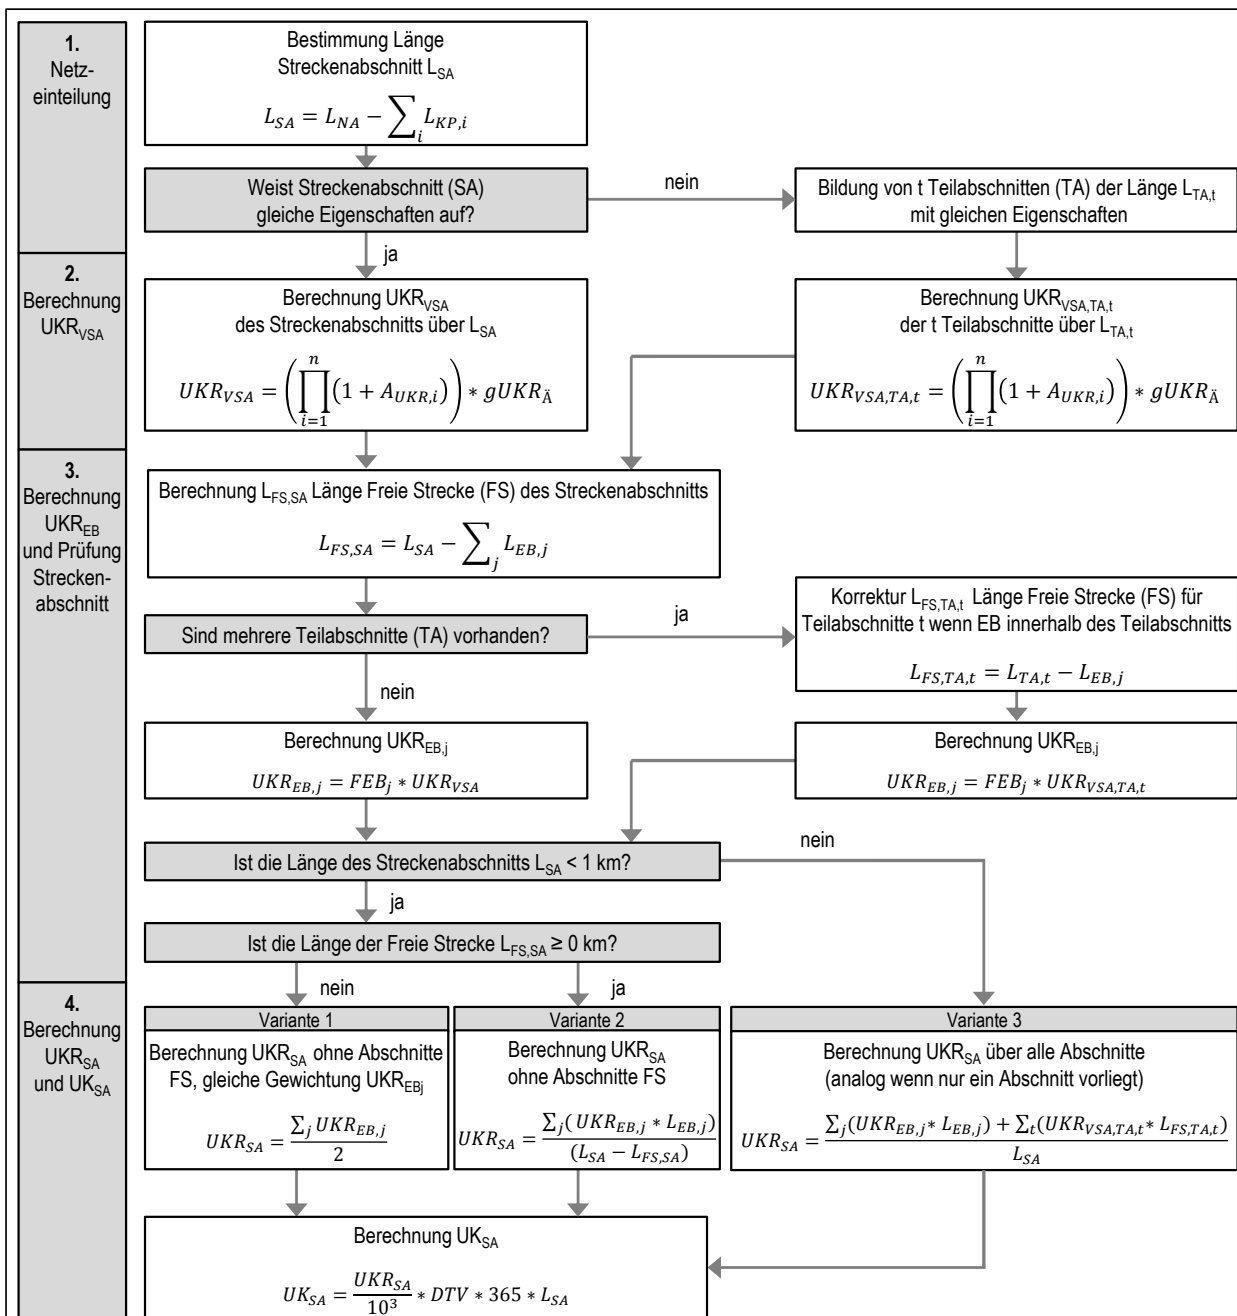 1.
Netz-
einteilung
Bestimmung Länge
Streckenabschnitt L_SA
L_SA = L_NA − ∑_i L_KP,i
Weist Streckenabschnitt (SA)
gleiche Eigenschaften auf?
nein
Bildung von t Teilabschnitten (TA) der Länge L_TA,t
mit gleichen Eigenschaften
ja
2.
Berechnung
UKR_VSA
Berechnung UKR_VSA
des Streckenabschnitts über L_SA
UKR_VSA = (∏_{i=1}^{n} (1 + A_UKR,i)) * gUKR_Ä
Berechnung UKR_VSA,TA,t
der t Teilabschnitte über L_TA,t
UKR_VSA,TA,t = (∏_{i=1}^{n} (1 + A_UKR,i)) * gUKR_Ä
3.
Berechnung
UKR_EB
und Prüfung
Strecken-
abschnitt
Berechnung L_FS,SA Länge Freie Strecke (FS) des Streckenabschnitts
L_FS,SA = L_SA − ∑_j L_EB,j
Sind mehrere Teilabschnitte (TA) vorhanden?
ja
Korrektur L_FS,TA,t Länge Freie Strecke (FS) für
Teilabschnitte t wenn EB innerhalb des Teilabschnitts
L_FS,TA,t = L_TA,t − L_EB,j
nein
Berechnung UKR_EB,j
UKR_EB,j = FEB_j * UKR_VSA
Berechnung UKR_EB,j
UKR_EB,j = FEB_j * UKR_VSA,TA,t
Ist die Länge des Streckenabschnitts L_SA < 1 km?
nein
ja
Ist die Länge der Freie Strecke L_FS,SA ≥ 0 km?
nein
ja
4.
Berechnung
UKR_SA
und UK_SA
Variante 1
Berechnung UKR_SA ohne Abschnitte
FS, gleiche Gewichtung UKR_EBj
UKR_SA = ∑_j UKR_EB,j / 2
Variante 2
Berechnung UKR_SA
ohne Abschnitte FS
UKR_SA = ∑_j(UKR_EB,j * L_EB,j) / (L_SA − L_FS,SA)
Variante 3
Berechnung UKR_SA über alle Abschnitte
(analog wenn nur ein Abschnitt vorliegt)
UKR_SA = (∑_j(UKR_EB,j * L_EB,j) + ∑_t(UKR_VSA,TA,t * L_FS,TA,t)) / L_SA
Berechnung UK_SA
UK_SA = UKR_SA / 10³ * DTV * 365 * L_SA